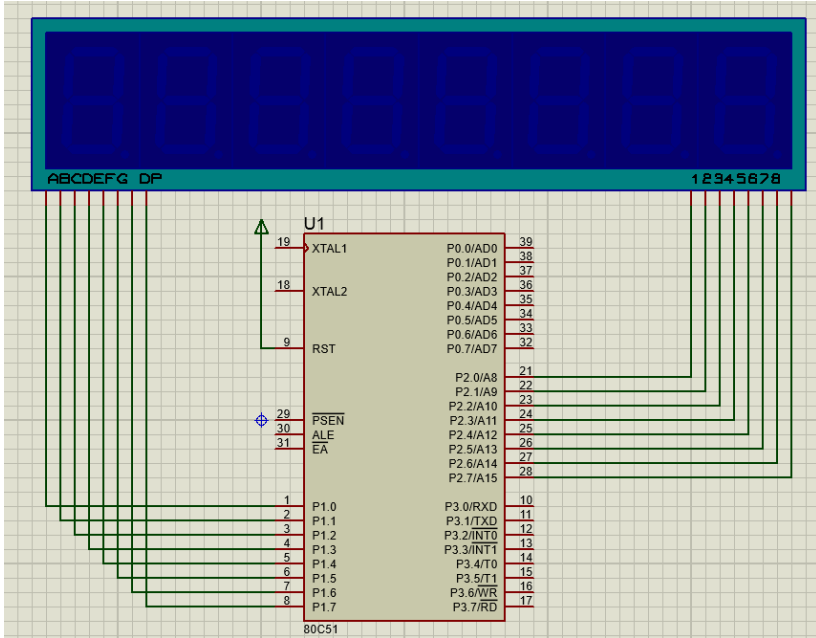 ABCDEFG DP
12345678
U1
19 XTAL1
18 XTAL2
9 RST
29 PSEN
30 ALE
31 EA
1 P1.0
2 P1.1
3 P1.2
4 P1.3
5 P1.4
6 P1.5
7 P1.6
8 P1.7
P0.0/AD0 39
P0.1/AD1 38
P0.2/AD2 37
P0.3/AD3 36
P0.4/AD4 35
P0.5/AD5 34
P0.6/AD6 33
P0.7/AD7 32
P2.0/A8 21
P2.1/A9 22
P2.2/A10 23
P2.3/A11 24
P2.4/A12 25
P2.5/A13 26
P2.6/A14 27
P2.7/A15 28
P3.0/RXD 10
P3.1/TXD 11
P3.2/INT0 12
P3.3/INT1 13
P3.4/T0 14
P3.5/T1 15
P3.6/WR 16
P3.7/RD 17
80C51